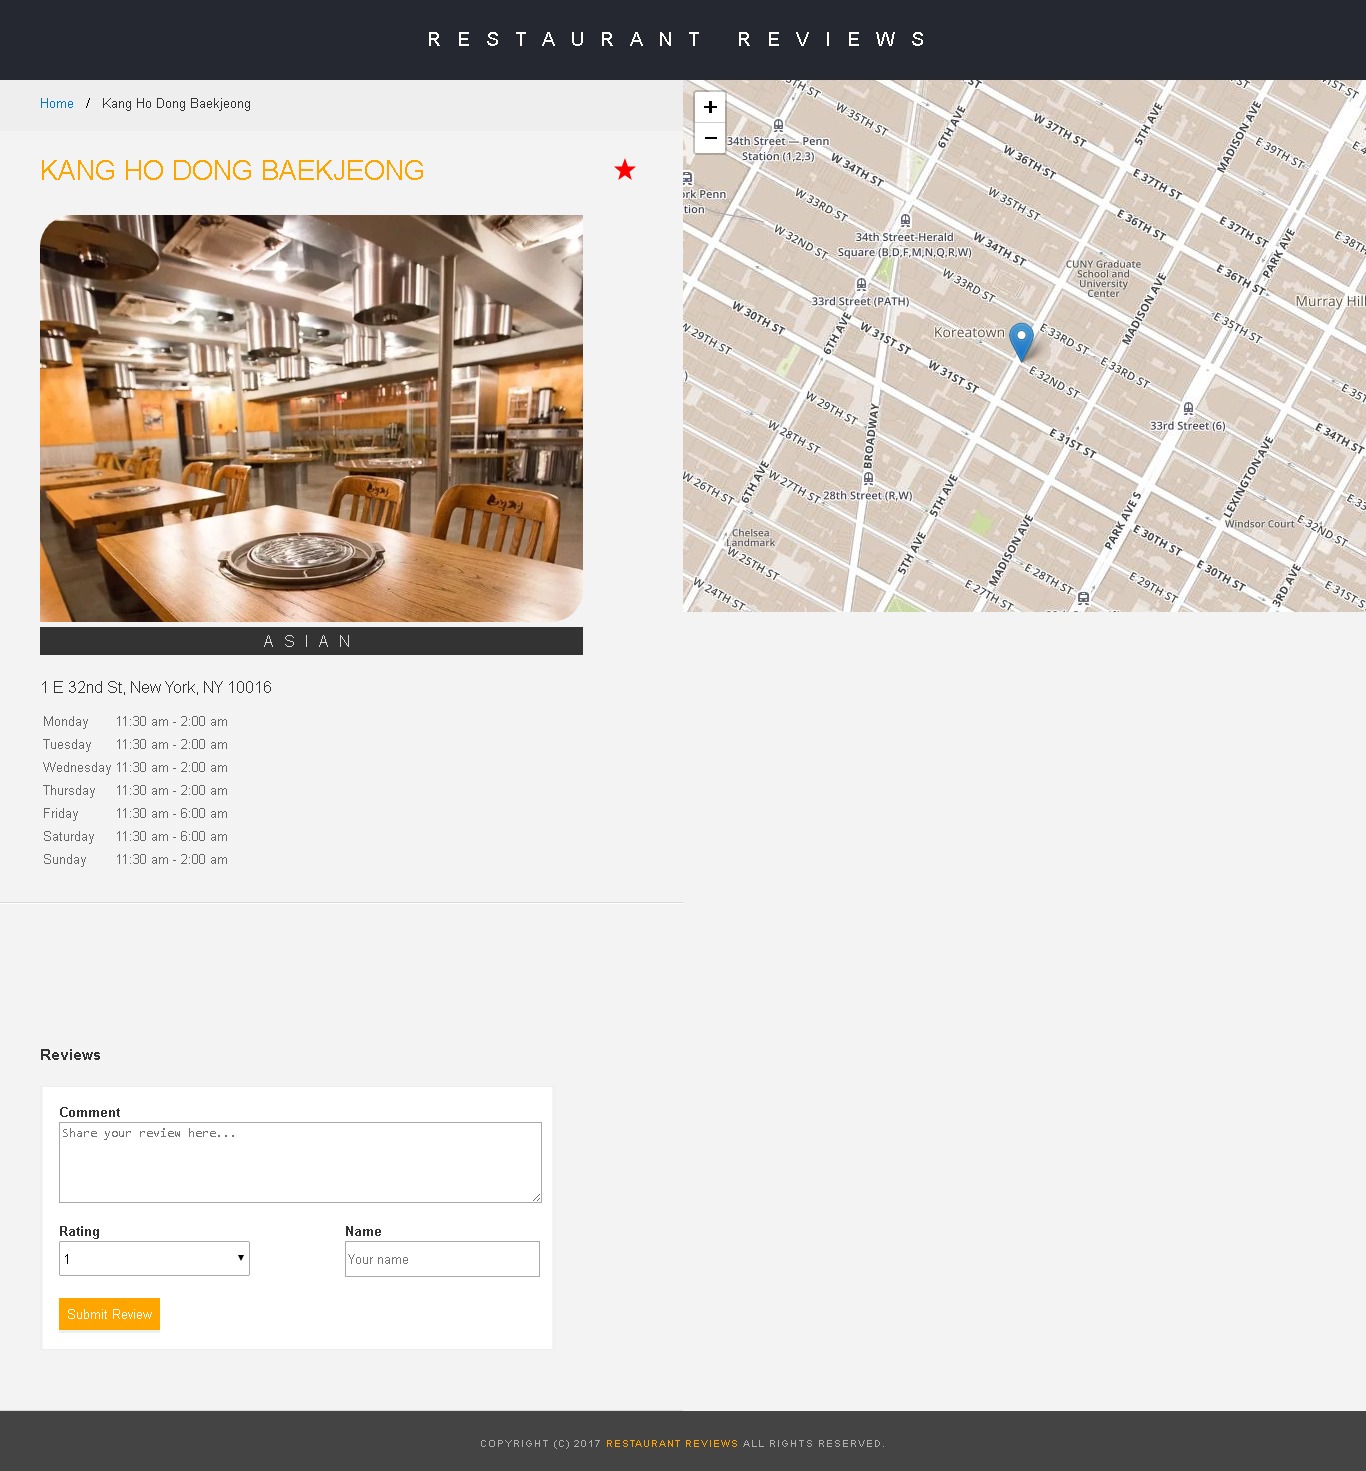 RESTAURANT REVIEWS
Home / Kang Ho Dong Baekjeong
KANG HO DONG BAEKJEONG
ASIAN
1 E 32nd St, New York, NY 10016
Monday 11:30 am - 2:00 am
Tuesday 11:30 am - 2:00 am
Wednesday 11:30 am - 2:00 am
Thursday 11:30 am - 2:00 am
Friday 11:30 am - 6:00 am
Saturday 11:30 am - 6:00 am
Sunday 11:30 am - 2:00 am
+
−
W 35TH ST
6TH AVE
W 37TH ST
5TH AVE
MADISON AVE
E 39TH ST
34th Street — Penn
Station (1,2,3)
W 34TH ST
W 36TH ST
E 37TH ST
rk Penn
tion
W 33RD ST
W 35TH ST
E 36TH ST
E 37TH ST
E 38TH
W 32ND ST
34th Street-Herald
Square (B,D,F,M,N,Q,R,W)
W 34TH ST
PARK AVE
CUNY Graduate
School and
University
Center
E 36TH ST
W 33RD ST
MADISON AVE
33rd Street (PATH)
Murray Hill
W 30TH ST
6TH AVE
W 31ST ST
Koreatown
E 33RD ST
E 35TH ST
W 29TH ST
W 31ST ST
E 32ND ST
E 33RD ST
W 29TH ST
BROADWAY
33rd Street (6)
W 28TH ST
E 31ST ST
E 34TH ST
W 26TH ST
6TH AVE
W 27TH ST
28th Street (R,W)
5TH AVE
LEXINGTON AVE
PARK AVE S
Windsor Court
E 32ND ST
Chelsea
Landmark
W 25TH ST
5TH AVE
MADISON AVE
E 30TH ST
E 28TH ST
E 29TH ST
E 30TH ST
3RD AVE
E 31ST S
W 24TH ST
E 27TH ST
Reviews
Comment
Share your review here...
Rating
Name
1
Your name
Submit Review
COPYRIGHT (C) 2017 RESTAURANT REVIEWS ALL RIGHTS RESERVED.